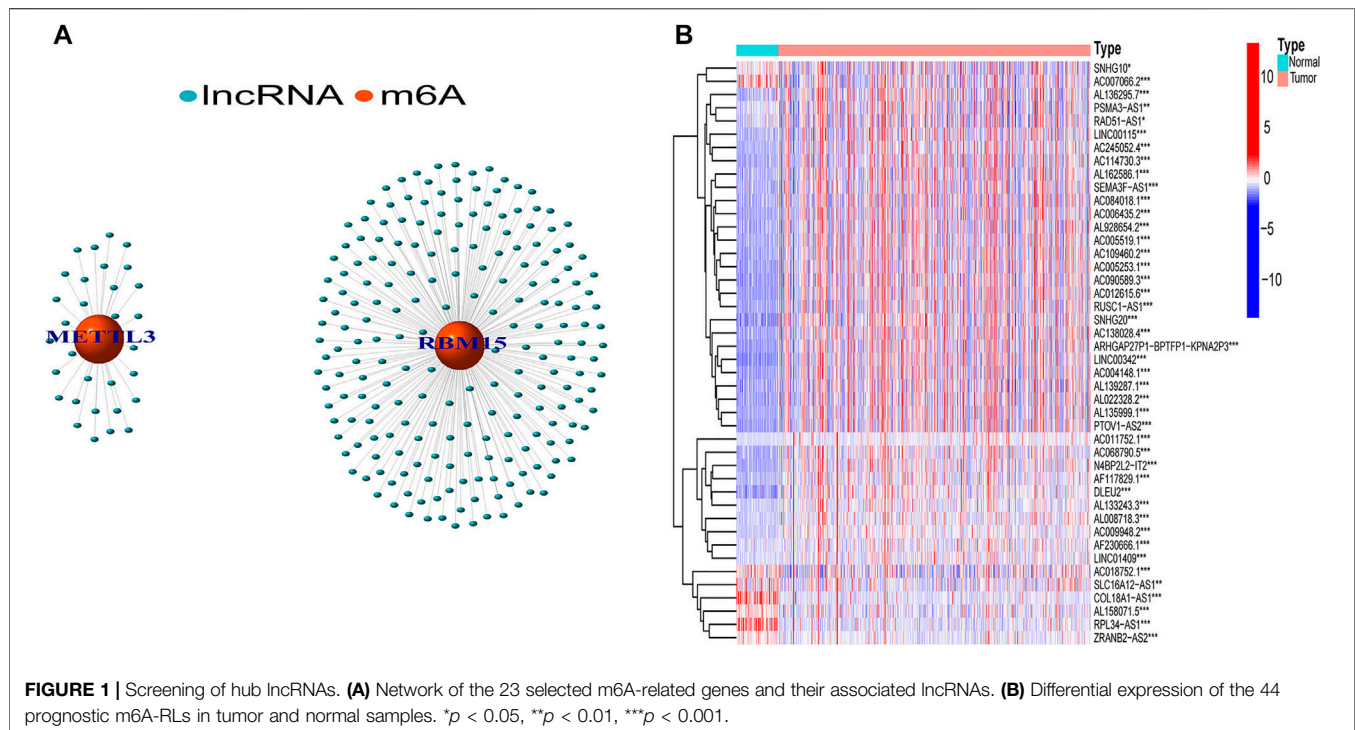 A
lncRNA m6A
METTL3
RBM15
B
Type
SNHG10*
AC007066.2***
AL136295.7***
PSMA3-AS1**
RAD51-AS1*
LINC00115***
AC245052.4***
AC114730.3***
AL162586.1***
SEMA3F-AS1***
AC084018.1***
AC006435.2***
AL928654.2***
AC005519.1***
AC109460.2***
AC005253.1***
AC090589.3***
AC012615.6***
RUSC1-AS1***
SNHG20***
AC138028.4***
ARHGAP27P1-BPTFP1-KPNA2P3***
LINC00342***
AC004148.1***
AL139287.1***
AL022328.2***
AL135999.1***
PTOV1-AS2***
AC011752.1***
AC068790.5***
N4BP2L2-IT2***
AF117829.1***
DLEU2***
AL133243.3***
AL008718.3***
AC009948.2***
AF230666.1***
LINC01409***
AC018752.1***
SLC16A12-AS1**
COL18A1-AS1***
AL158071.5***
RPL34-AS1***
ZRANB2-AS2***
10
5
0
−5
−10
Type
Normal
Tumor
FIGURE 1 | Screening of hub lncRNAs. (A) Network of the 23 selected m6A-related genes and their associated lncRNAs. (B) Differential expression of the 44
prognostic m6A-RLs in tumor and normal samples. *p < 0.05, **p < 0.01, ***p < 0.001.